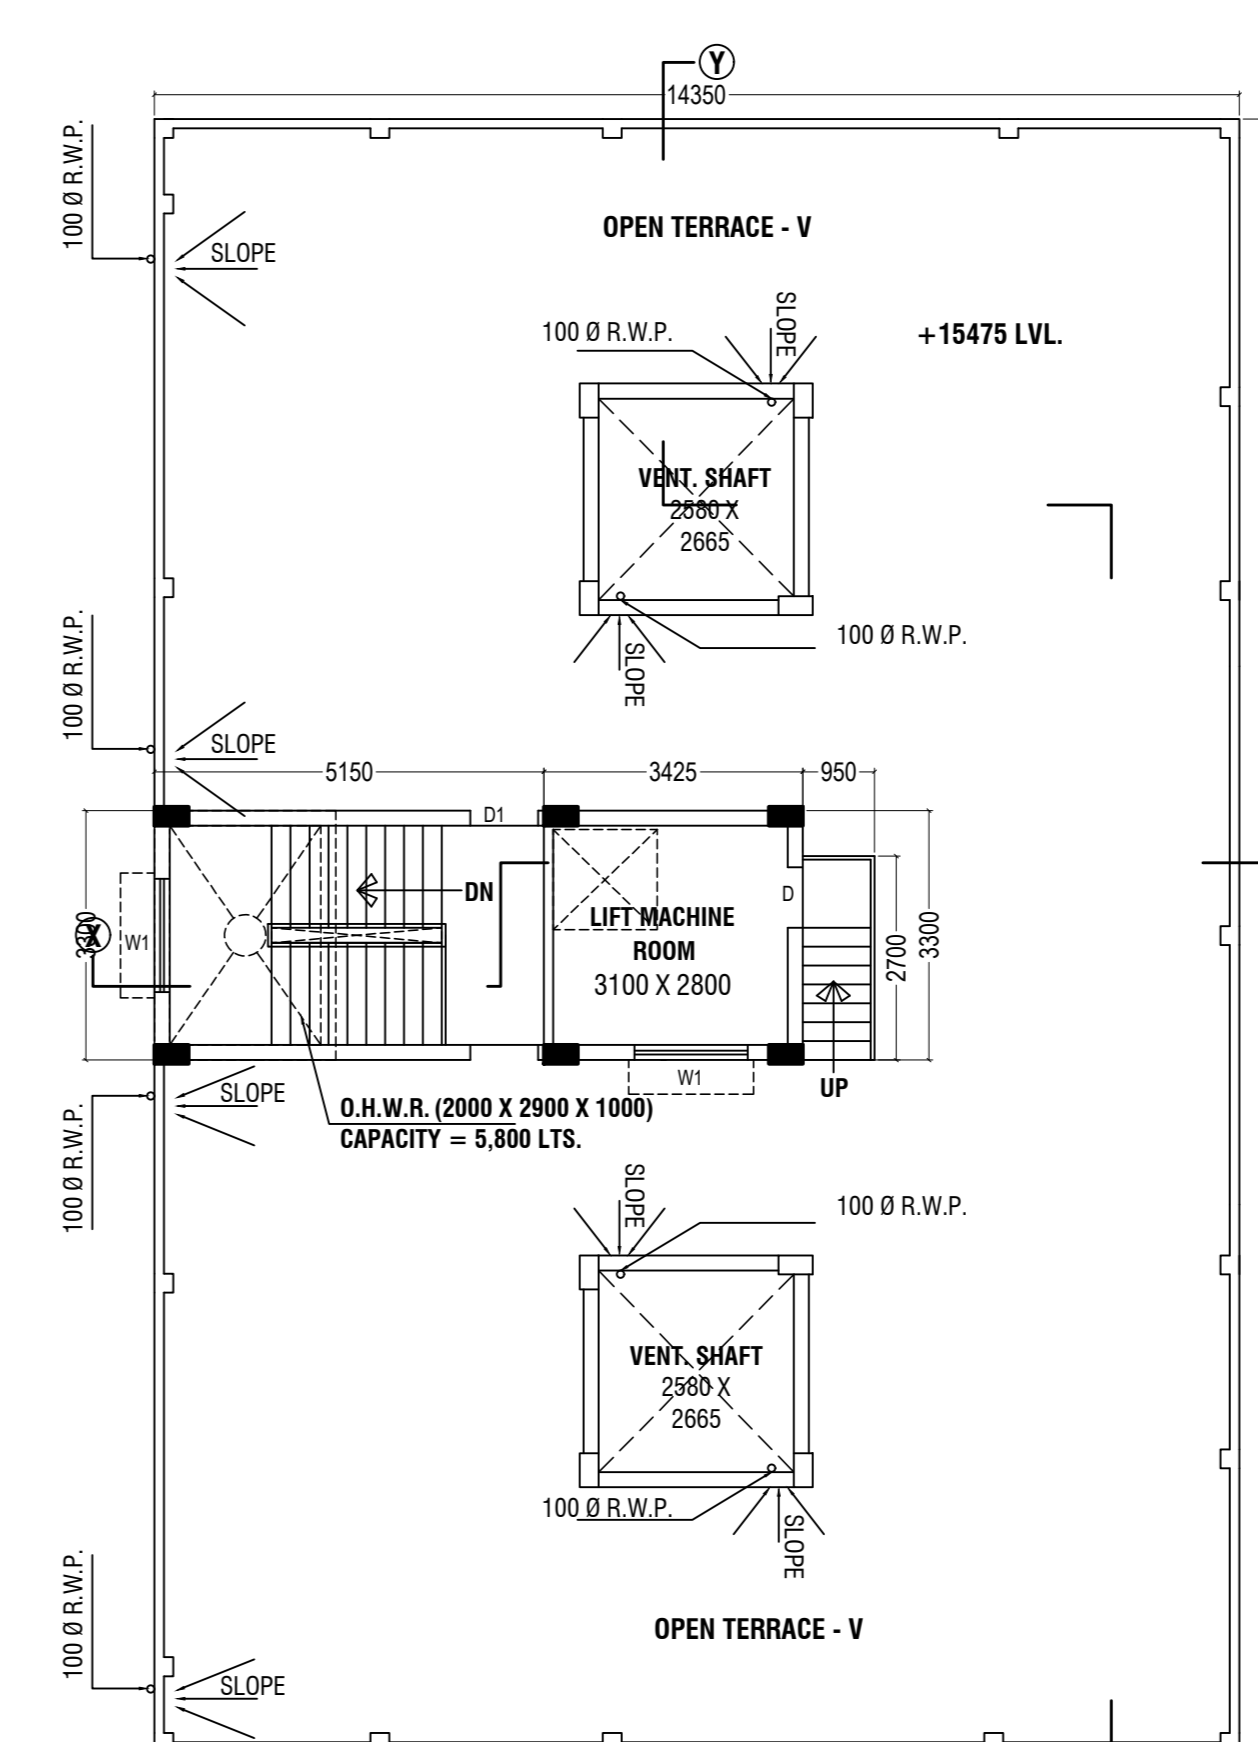 Y
14350
100 Ø R.W.P.
OPEN TERRACE - V
SLOPE
SLOPE
100 Ø R.W.P.
+15475 LVL.
VENT. SHAFT
2580 X
2665
100 Ø R.W.P.
100 Ø R.W.P.
SLOPE
SLOPE
5150
3425
950
D1
DN
D
LIFT MACHINE
ROOM
3100 X 2800
3300
X
W1
2700
3300
W1
UP
SLOPE
O.H.W.R. (2000 X 2900 X 1000)
CAPACITY = 5,800 LTS.
100 Ø R.W.P.
SLOPE
100 Ø R.W.P.
VENT. SHAFT
2580 X
2665
100 Ø R.W.P.
SLOPE
100 Ø R.W.P.
OPEN TERRACE - V
SLOPE